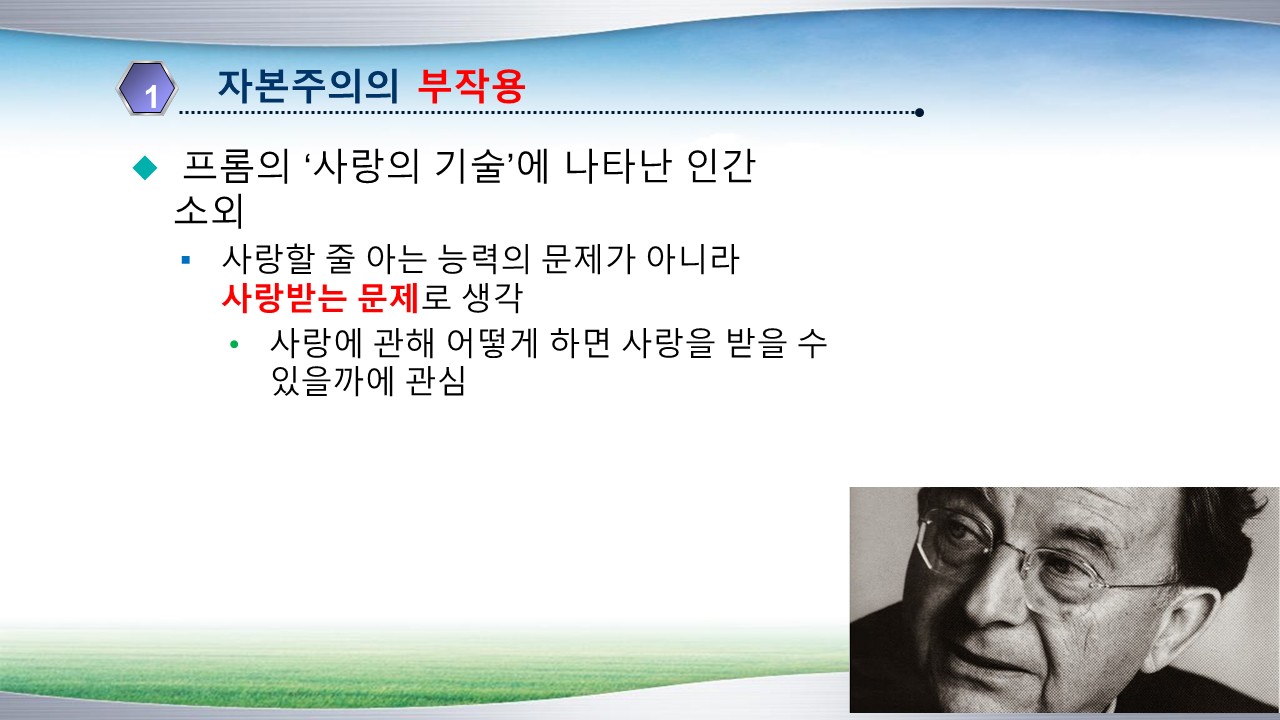 1 자본주의의 부작용
프롬의 ‘사랑의 기술’에 나타난 인간
소외
사랑할 줄 아는 능력의 문제가 아니라
사랑받는 문제로 생각
사랑에 관해 어떻게 하면 사랑을 받을 수
있을까에 관심